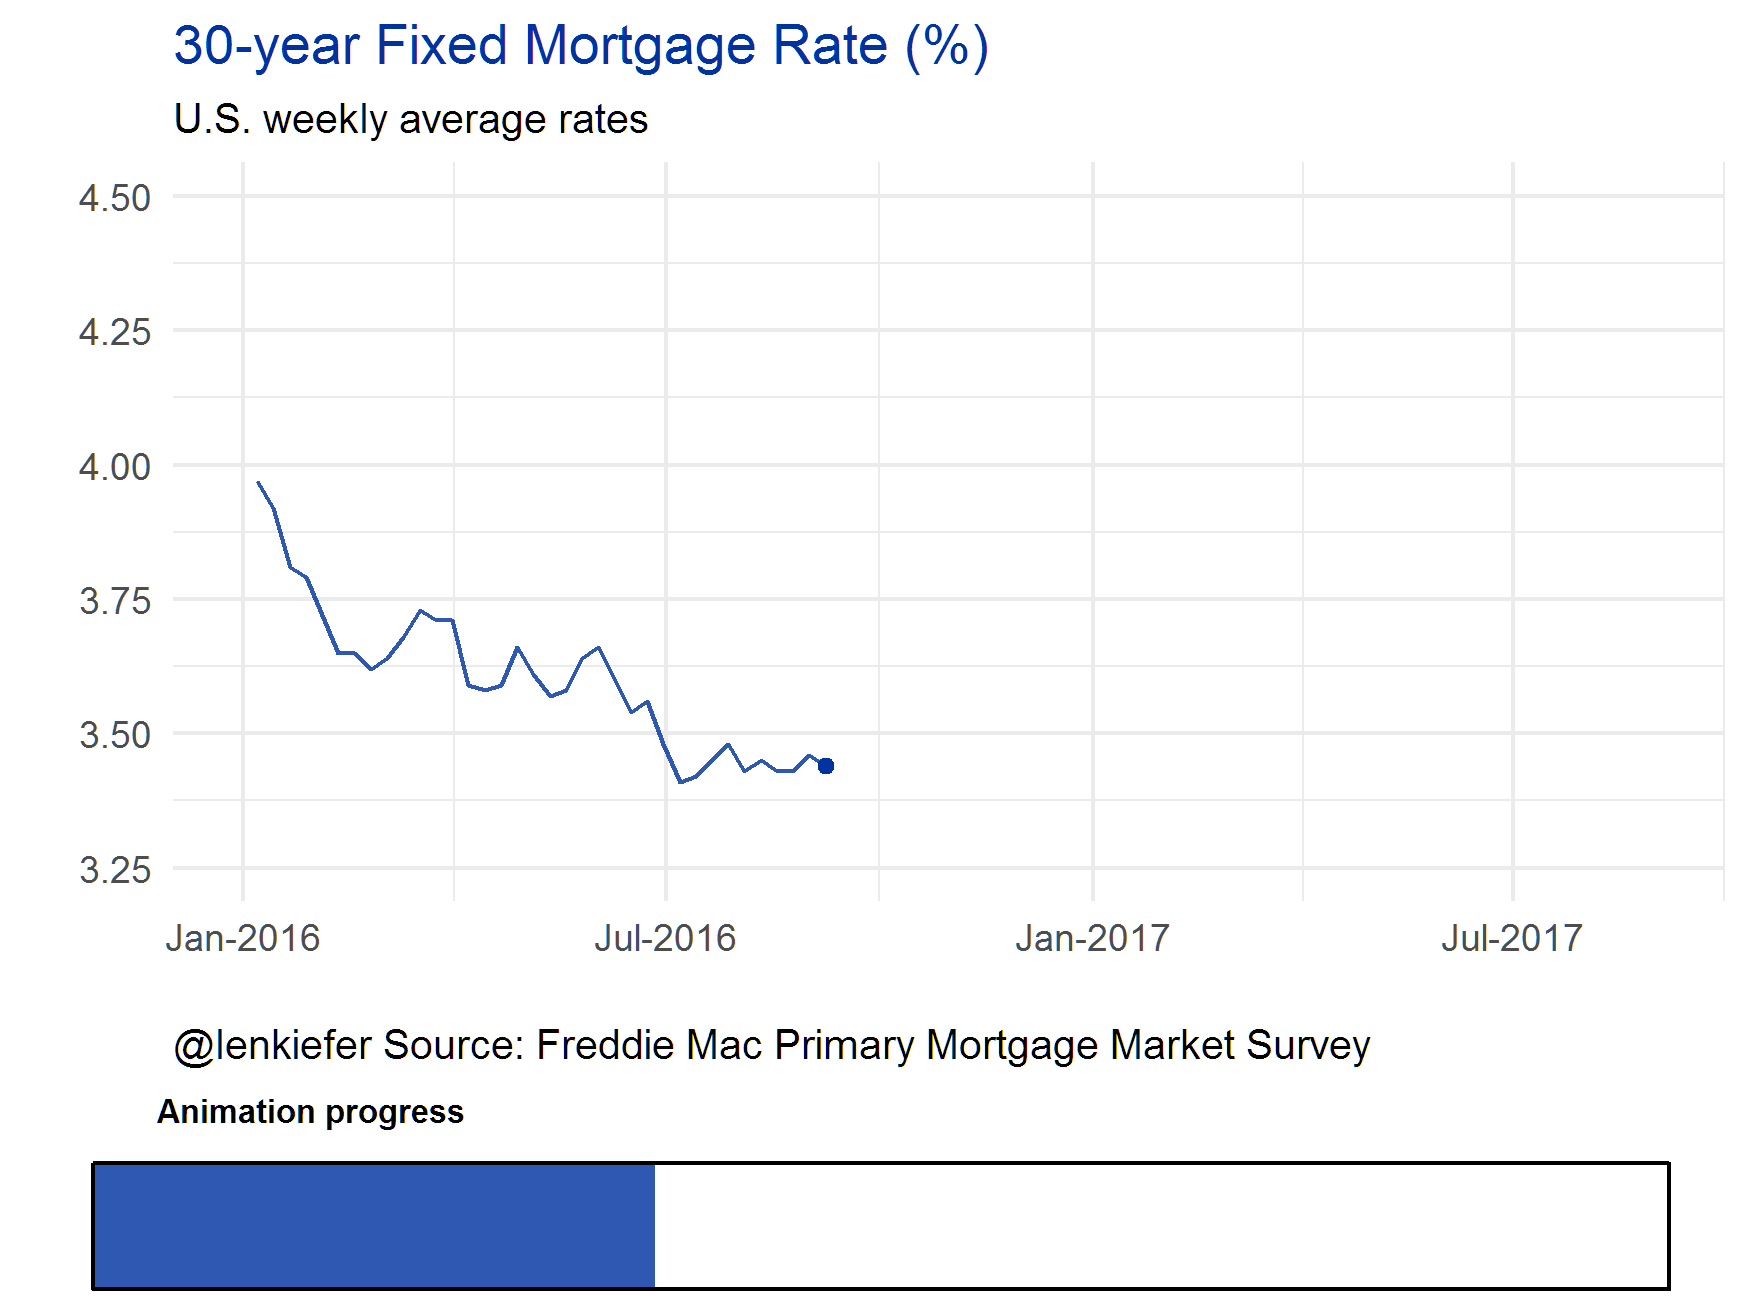 30-year Fixed Mortgage Rate (%)
U.S. weekly average rates
4.50
4.25
4.00
3.75
3.50
3.25
Jan-2016 Jul-2016 Jan-2017 Jul-2017
@lenkiefer Source: Freddie Mac Primary Mortgage Market Survey
Animation progress